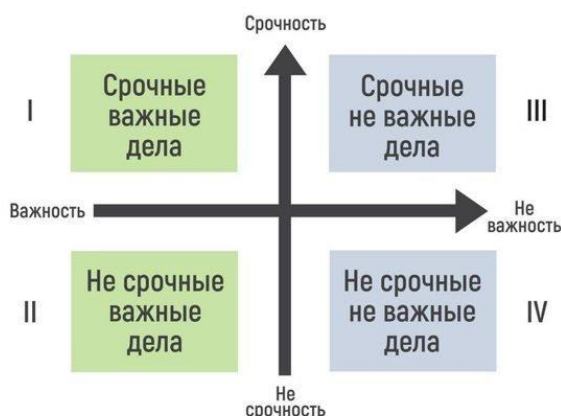 Срочность
I
Срочные
важные
дела
Срочные
не важные
дела
III
Важность
Не
важность
II
Не срочные
важные
дела
Не срочные
не важные
дела
IV
Не
срочность